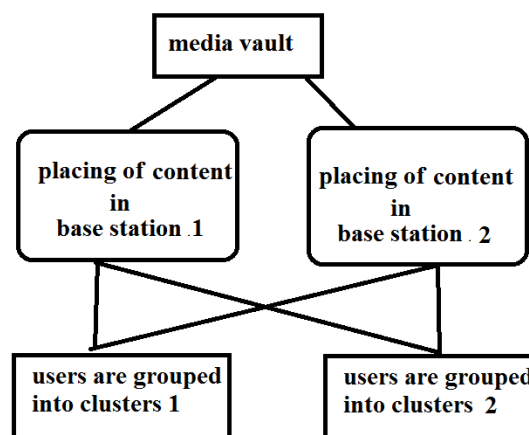 media vault
placing of content
in
base station .1
placing of content
in
base station . 2
users are grouped
into clusters 1
users are grouped
into clusters 2